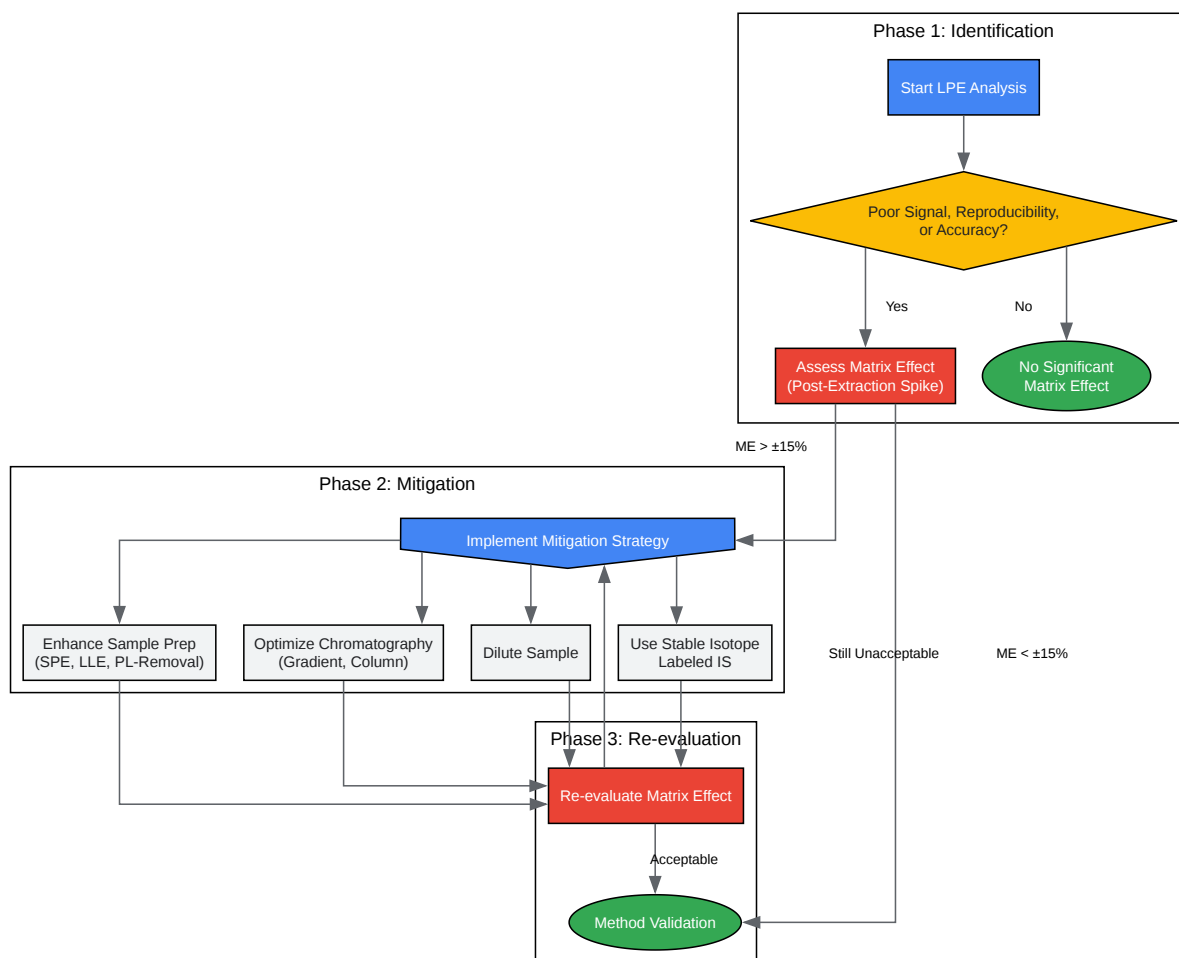 Phase 1: Identification
Start LPE Analysis
Poor Signal, Reproducibility,
or Accuracy?
Yes
No
Assess Matrix Effect
(Post-Extraction Spike)
No Significant
Matrix Effect
ME > ±15%
Phase 2: Mitigation
Implement Mitigation Strategy
Enhance Sample Prep
(SPE, LLE, PL-Removal)
Optimize Chromatography
(Gradient, Column)
Dilute Sample
Use Stable Isotope
Labeled IS
Still Unacceptable
ME < ±15%
Phase 3: Re-evaluation
Re-evaluate Matrix Effect
Acceptable
Method Validation